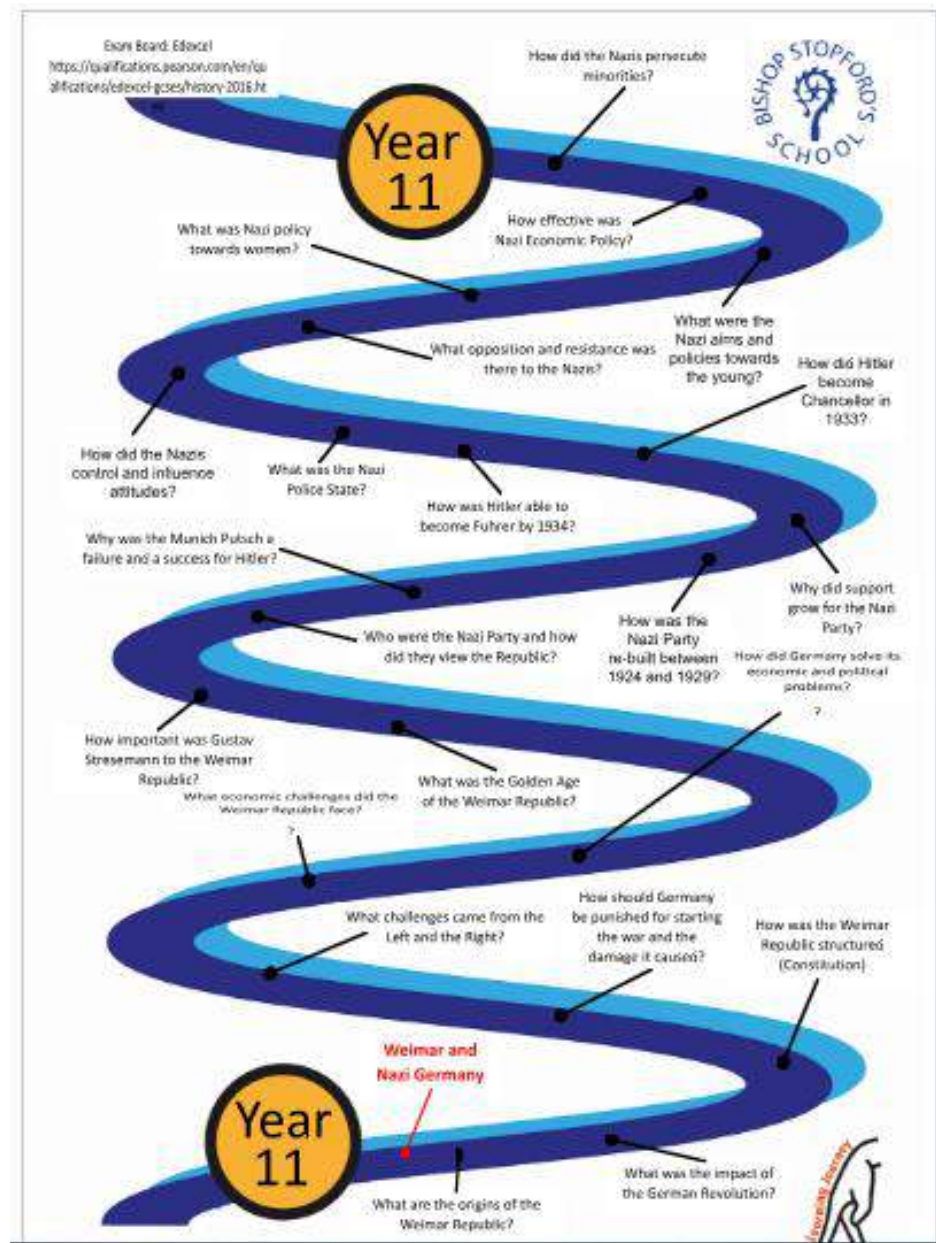 Exam Board: Edexcel
https://qualifications.pearson.com/en/qu
alifications/edexcel-gcses/history-2016.ht
How did the Nazis persecute
minorities?
BISHOP STOPFORD'S
SCHOOL
Year
11
What was Nazi policy
towards women?
How effective was
Nazi Economic Policy?
What opposition and resistance was
there to the Nazis?
What were the
Nazi aims and
policies towards
the young?
How did Hitler
become
Chancellor in
1933?
How did the Nazis
control and influence
attitudes?
What was the Nazi
Police State?
How was Hitler able to
become Fuhrer by 1934?
Why was the Munich Putsch a
failure and a success for Hitler?
Who were the Nazi Party and how
did they view the Republic?
How was the
Nazi Party
re-built between
1924 and 1929?
Why did support
grow for the Nazi
Party?
How did Germany solve its
economic and political
problems?
?
How important was Gustav
Stresemann to the Weimar
Republic?
What was the Golden Age
of the Weimar Republic?
What economic challenges did the
Weimar Republic face?
?
What challenges came from the
Left and the Right?
How should Germany
be punished for starting
the war and the
damage it caused?
How was the Weimar
Republic structured
(Constitution)
Weimar and
Nazi Germany
Year
11
What are the origins of the
Weimar Republic?
What was the impact of
the German Revolution?
Journey